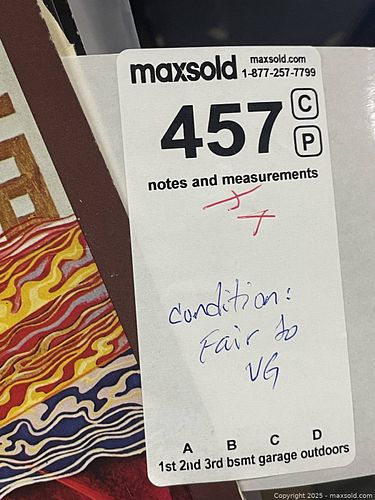 maxsold maxsold.com
1-877-257-7799
457 C
P
notes and measurements
condition:
Fair to
VG
A B C D
1st 2nd 3rd bsmt garage outdoors
Copyright 2025 - maxsold.com